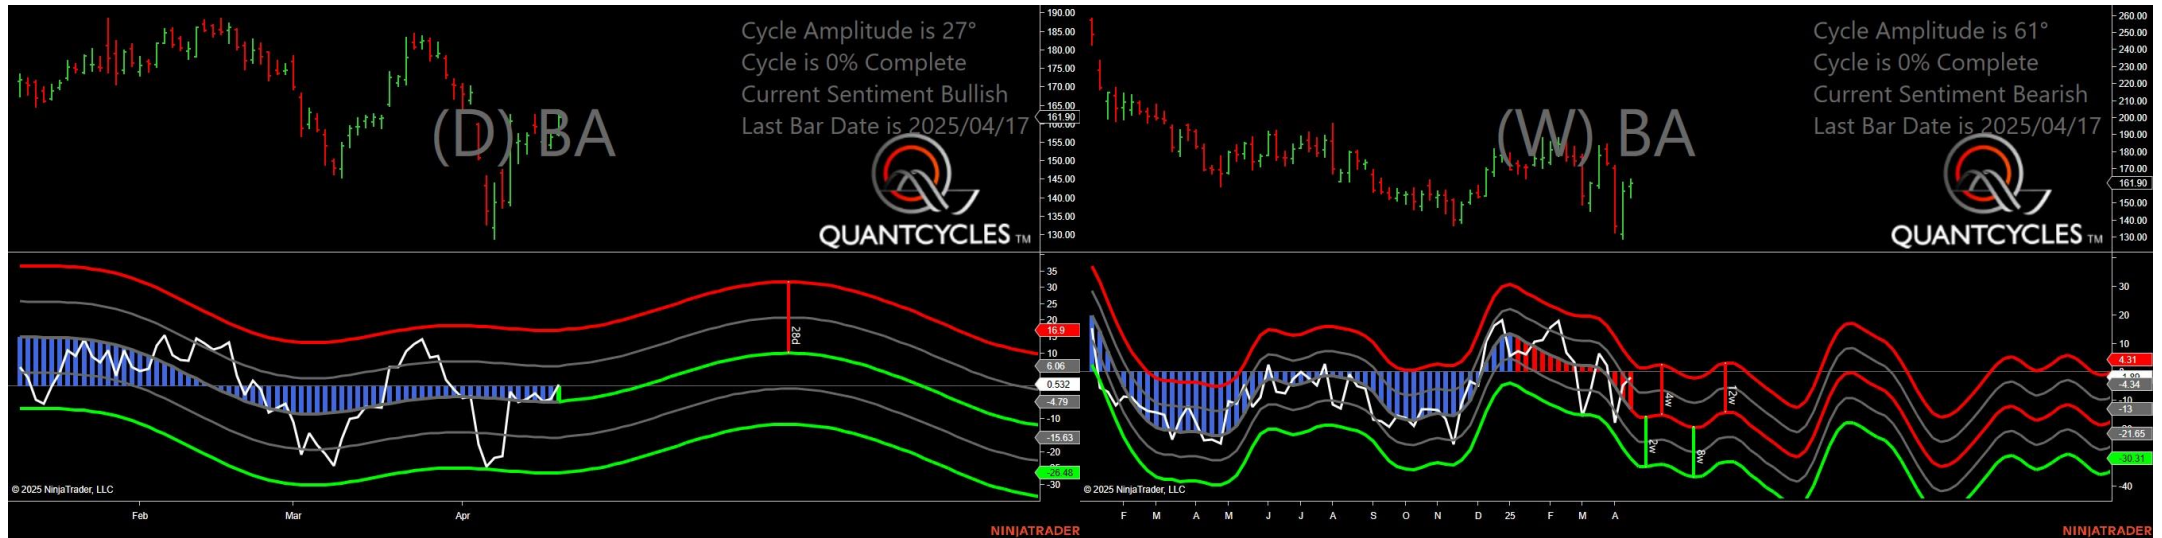 Cycle Amplitude is 27°
Cycle is 0% Complete
Current Sentiment Bullish
Last Bar Date is 2025/04/17
(D) BA
QUANTCYCLES TM
190.00
185.00
180.00
175.00
170.00
165.00
161.90
160.00
155.00
150.00
145.00
140.00
135.00
130.00
28d
35
30
25
20
16.9
10
6.06
0.532
-4.79
-10
-15.63
-20
-26.48
-30
© 2025 NinjaTrader, LLC
Feb
Mar
Apr
NINJATRADER
Cycle Amplitude is 61°
Cycle is 0% Complete
Current Sentiment Bearish
Last Bar Date is 2025/04/17
(W) BA
QUANTCYCLES TM
260.00
250.00
240.00
230.00
220.00
210.00
200.00
190.00
180.00
170.00
161.90
150.00
140.00
130.00
4w
12w
2w
8w
30
20
10
4.31
-4.34
-10
-13
-21.65
-30.31
-40
© 2025 NinjaTrader, LLC
F
M
A
M
J
J
A
S
O
N
D
25
F
M
A
NINJATRADER